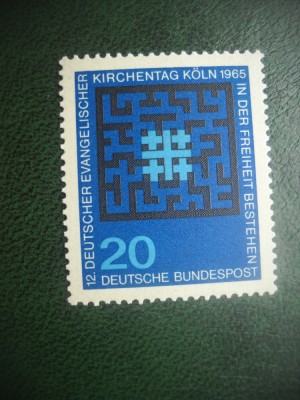 12. DEUTSCHER EVANGELISCHER
KIRCHENTAG KÖLN 1965
IN DER FREIHEIT BESTEHEN
20
DEUTSCHE BUNDESPOST